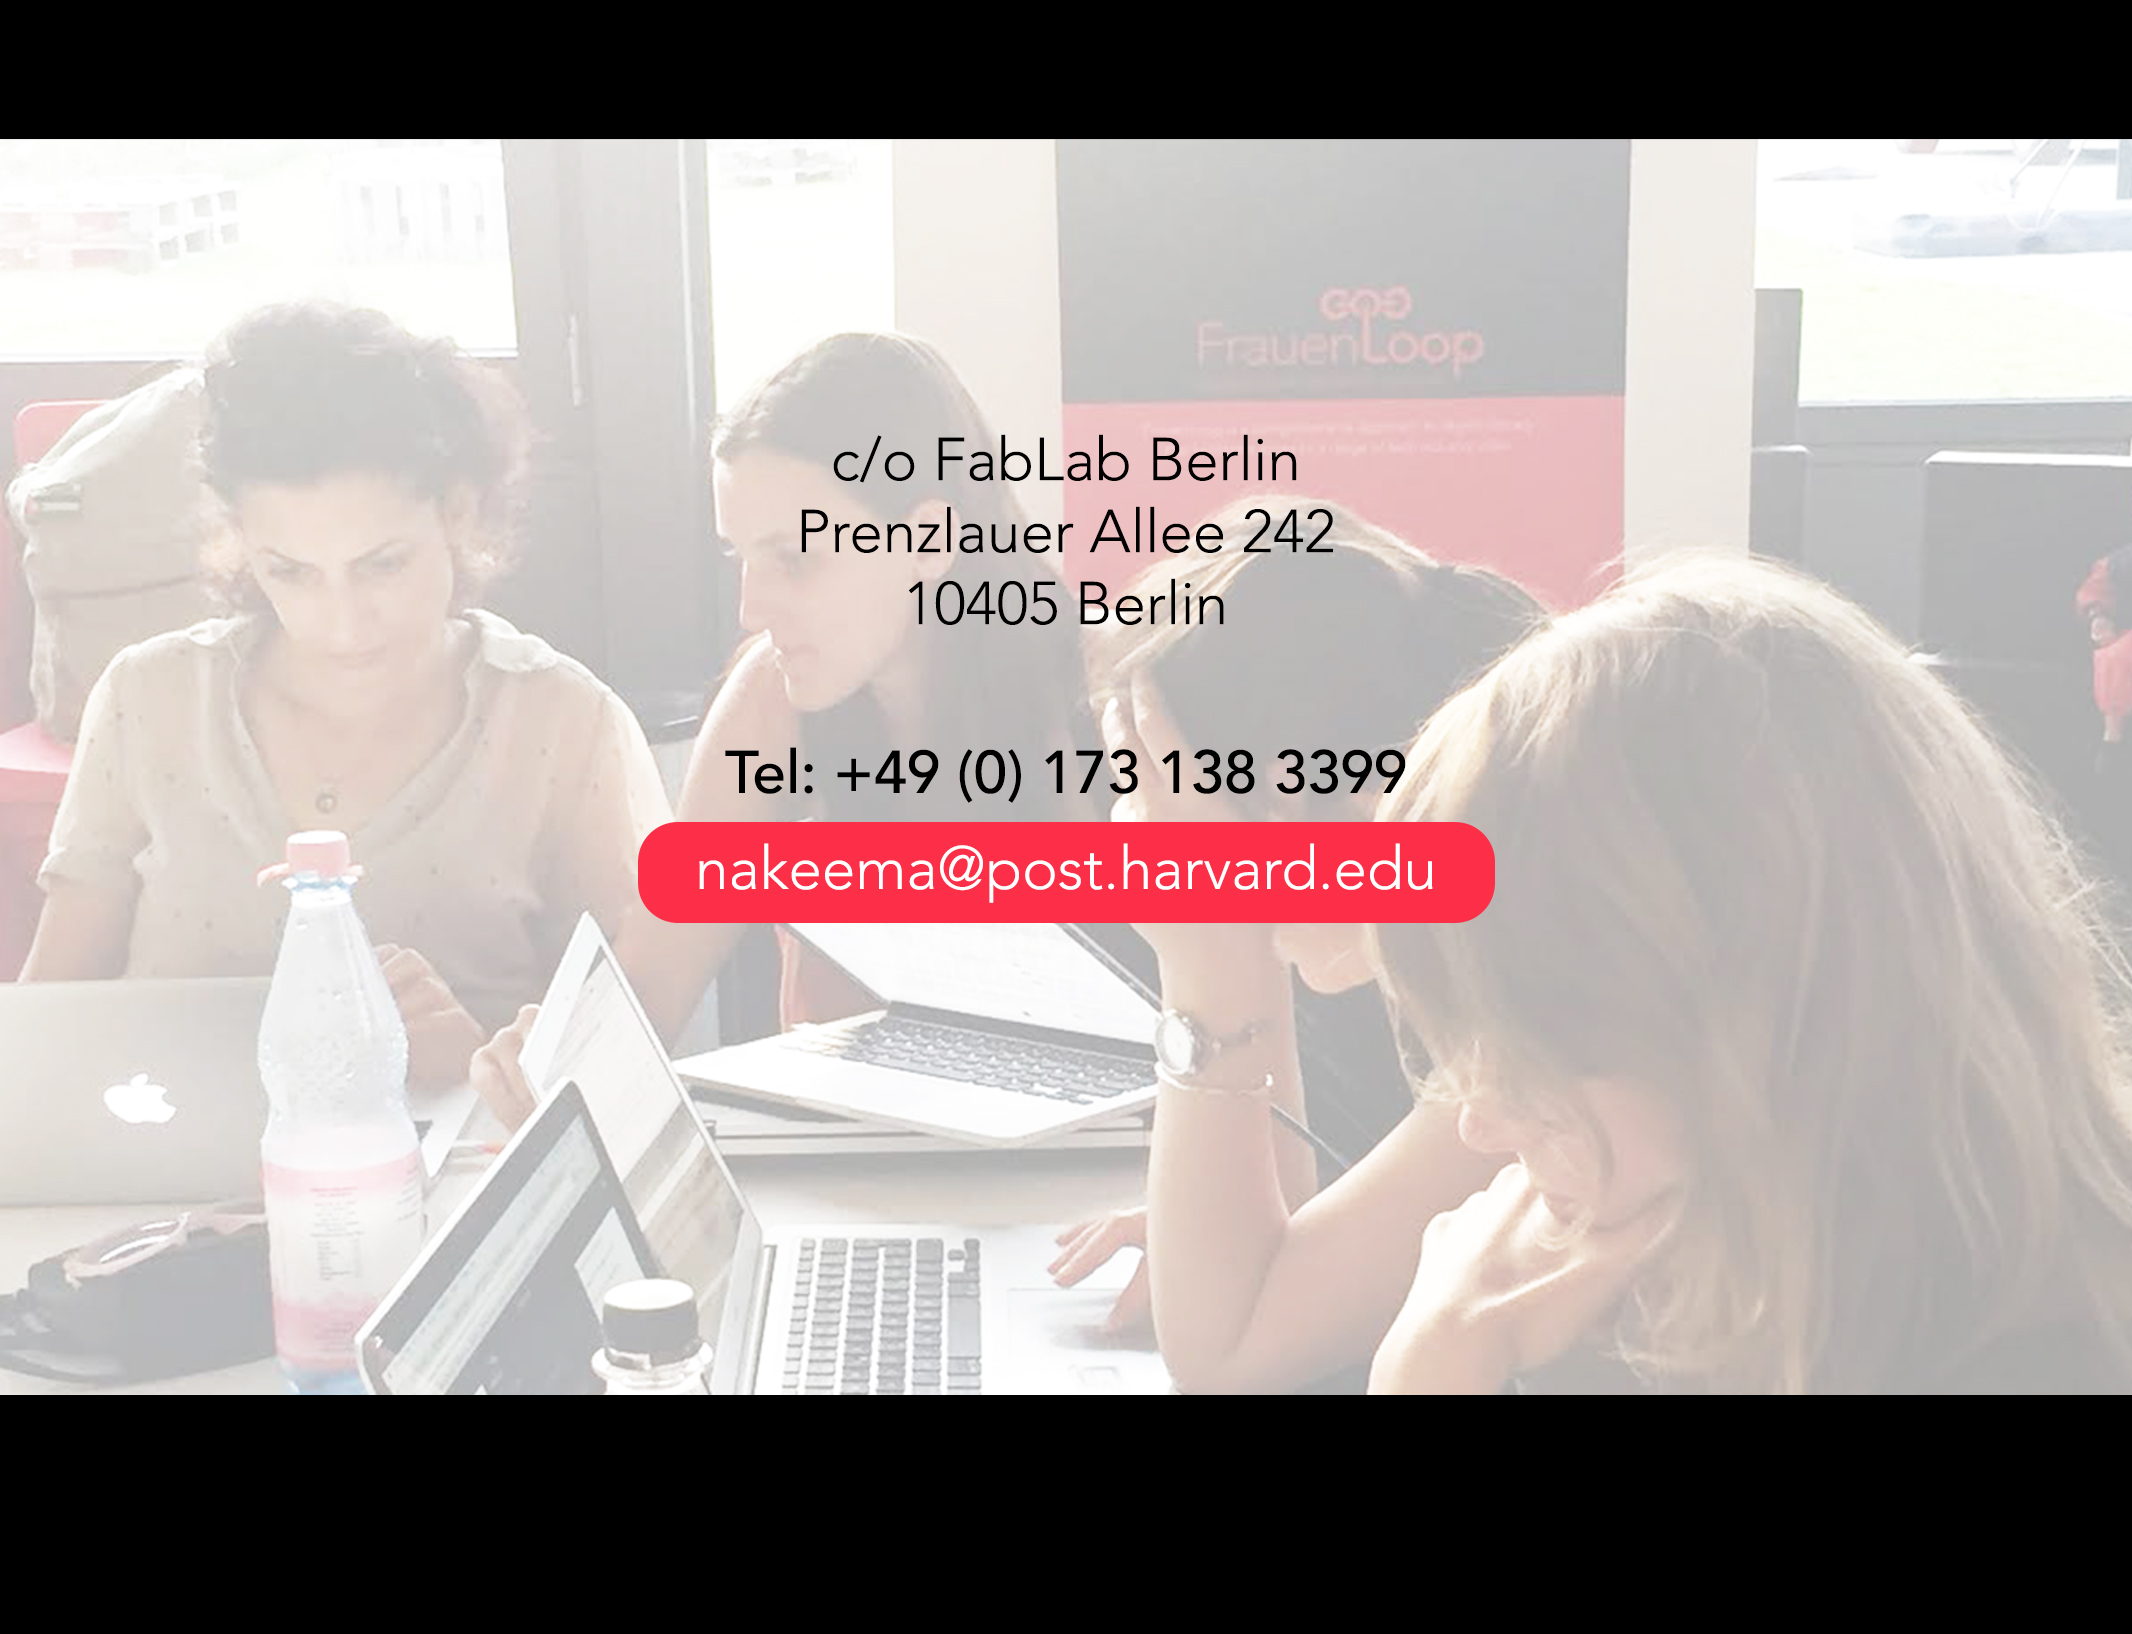 FrauenLoop
c/o FabLab Berlin
Prenzlauer Allee 242
10405 Berlin
Tel: +49 (0) 173 138 3399
nakeema@post.harvard.edu